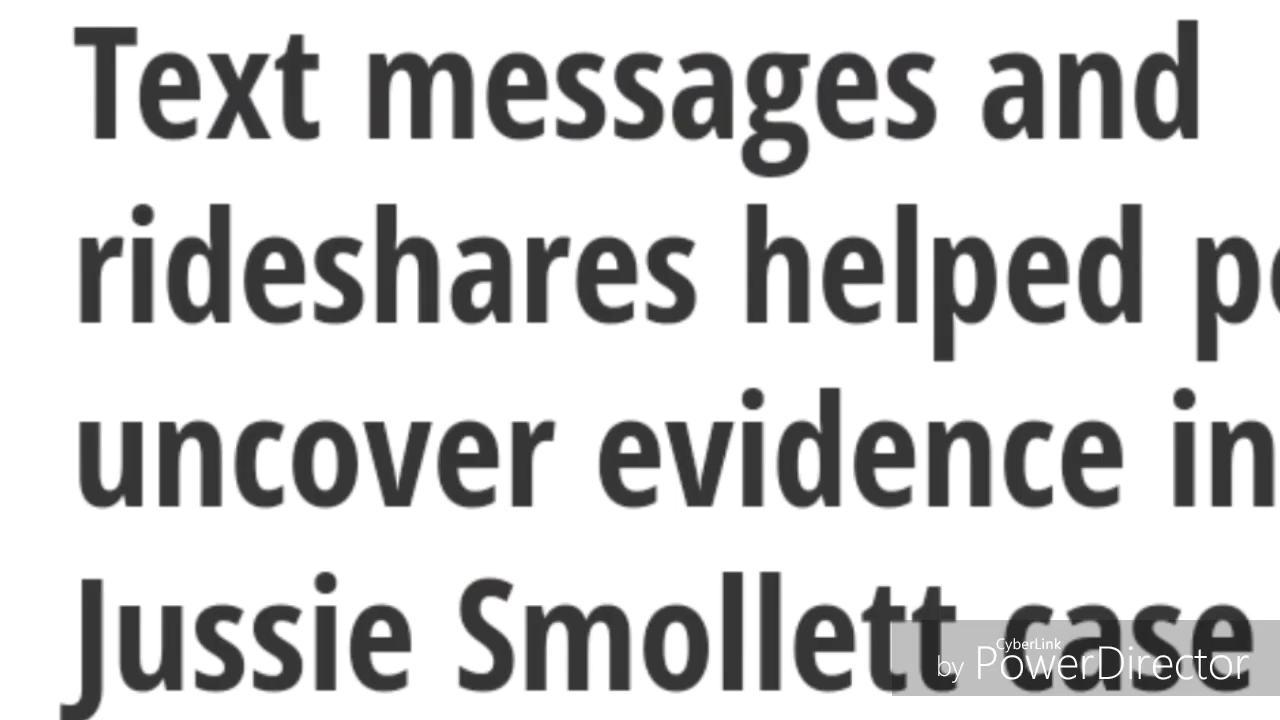 Text messages and
rideshares helped
uncover evidence in
Jussie Smollett case
CyberLink
by PowerDirector